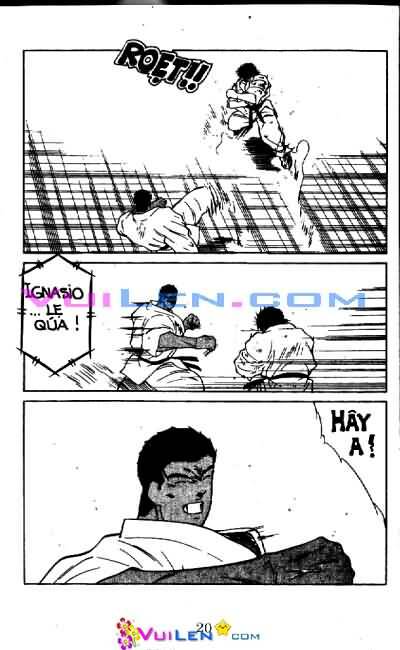 ROẸT!!
IGNASIO
... LẸ
QÚA !
VUILEN.COM
HÂY
A !
20
VUILEN.COM